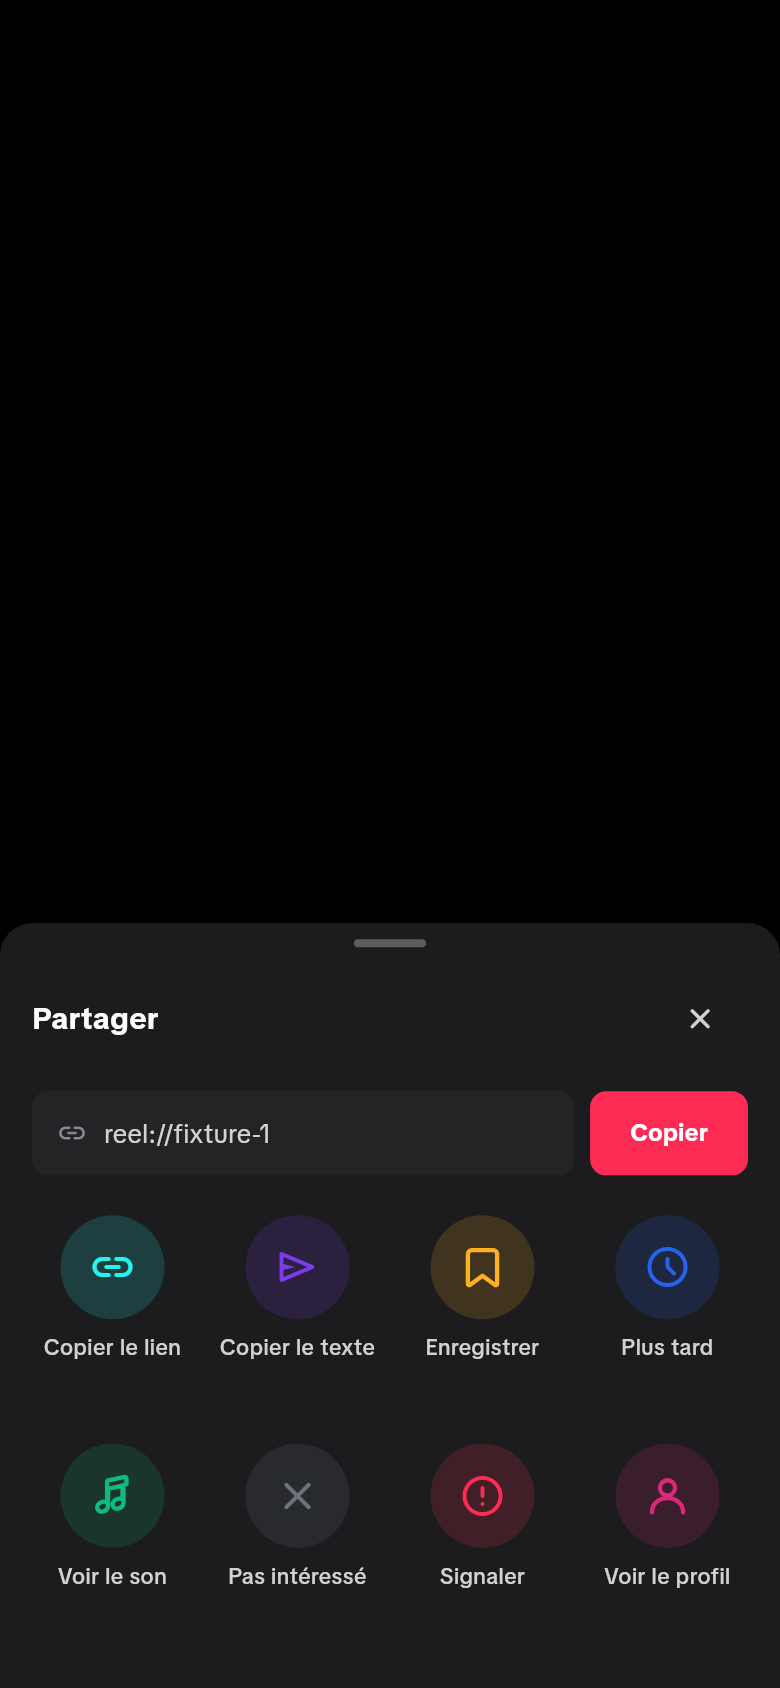 Partager
reel://fixture-1
Copier
Copier le lien
Copier le texte
Enregistrer
Plus tard
Voir le son
Pas intéressé
Signaler
Voir le profil